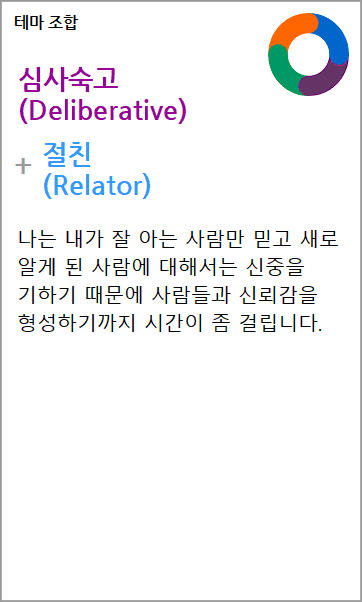 테마 조합
심사숙고
(Deliberative)
+ 절친
(Relator)
나는 내가 잘 아는 사람만 믿고 새로
알게 된 사람에 대해서는 신중을
기하기 때문에 사람들과 신뢰감을
형성하기까지 시간이 좀 걸립니다.